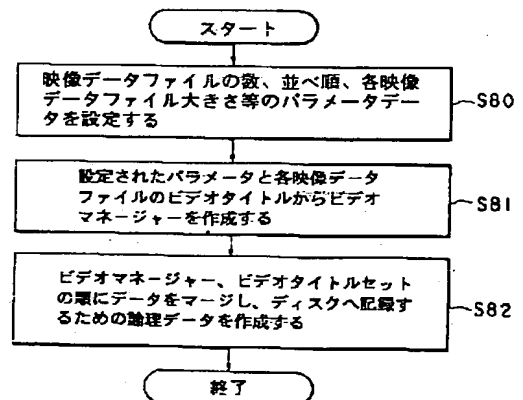 スタート
映像データファイルの数、並べ順、各映像
データファイル大きさ等のパラメータデー
タを設定する
S80
設定されたパラメータと各映像データ
ファイルのビデオタイトルからビデオ
マネージャーを作成する
S81
ビデオマネージャー、ビデオタイトルセット
の順にデータをマージし、ディスクへ記録す
るための論理データを作成する
S82
終了